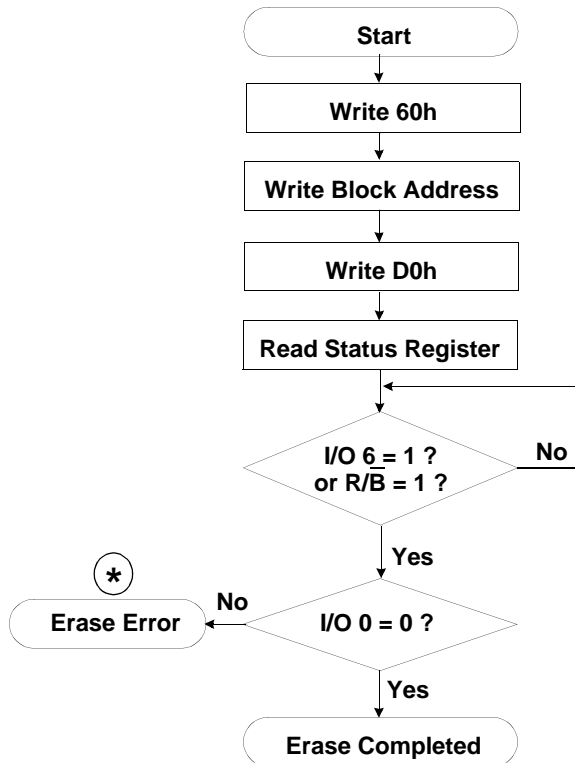 Start
Write 60h
Write Block Address
Write D0h
Read Status Register
I/O 6 = 1 ?
or R/B̅ = 1 ?
No
Yes
*
Erase Error
No
I/O 0 = 0 ?
Yes
Erase Completed